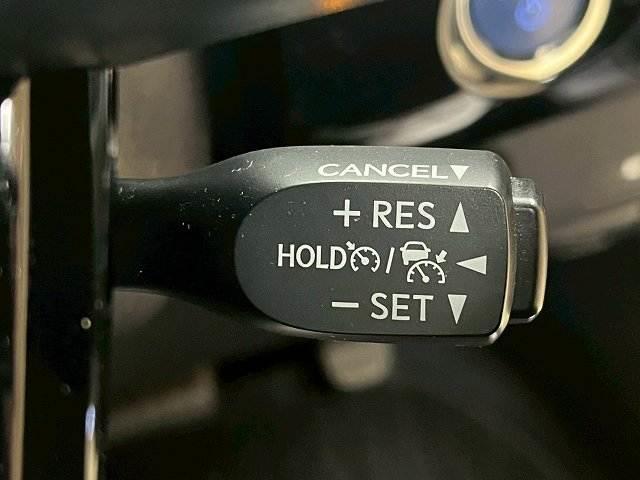 CANCEL▼
+ RES ▲
HOLD / ◄
− SET ▼